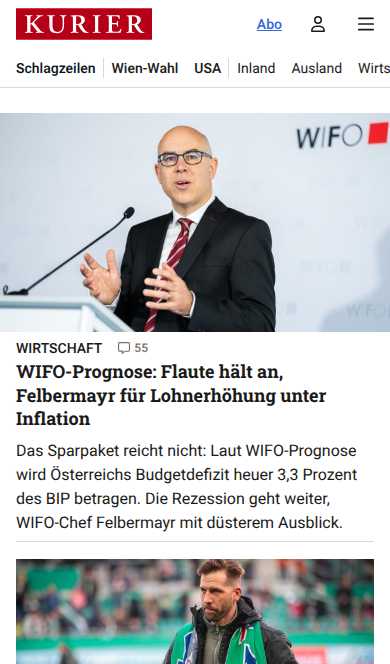 KURIER
Abo
Schlagzeilen Wien-Wahl USA Inland Ausland Wirts
WIFO
WIRTSCHAFT 55
WIFO-Prognose: Flaute hält an,
Felbermayr für Lohnerhöhung unter
Inflation
Das Sparpaket reicht nicht: Laut WIFO-Prognose
wird Österreichs Budgetdefizit heuer 3,3 Prozent
des BIP betragen. Die Rezession geht weiter,
WIFO-Chef Felbermayr mit düsterem Ausblick.